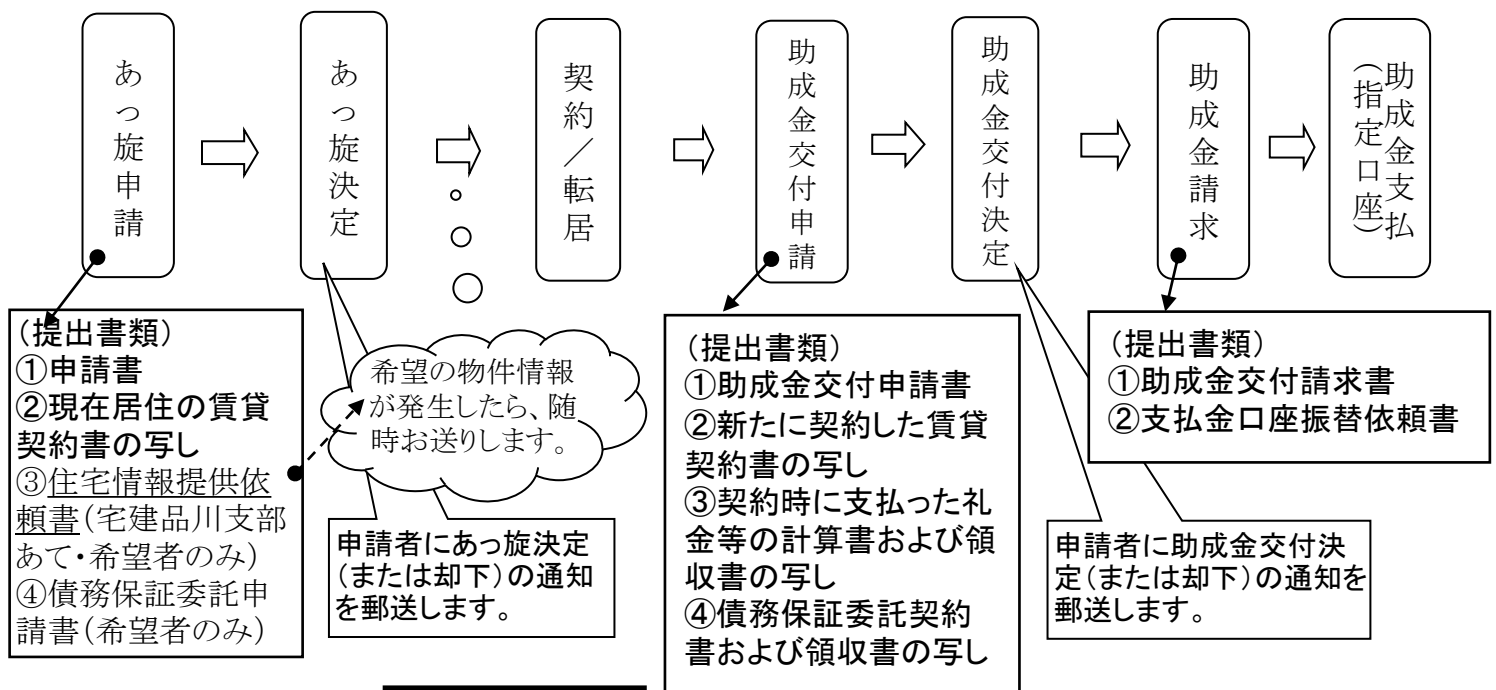 あっ旋申請
あっ旋決定
契約／転居
助成金交付申請
助成金交付決定
助成金請求
助成金支払
（指定口座）
（提出書類）
①申請書
②現在居住の賃貸
契約書の写し
③住宅情報提供依
頼書（宅建品川支部
あて・希望者のみ）
④債務保証委託申
請書（希望者のみ）
希望の物件情報
が発生したら、随
時お送りします。
申請者にあっ旋決定
（または却下）の通知
を郵送します。
（提出書類）
①助成金交付申請書
②新たに契約した賃貸
契約書の写し
③契約時に支払った礼
金等の計算書および領
収書の写し
④債務保証委託契約
書および領収書の写し
申請者に助成金交付決
定（または却下）の通知を
郵送します。
（提出書類）
①助成金交付請求書
②支払金口座振替依頼書